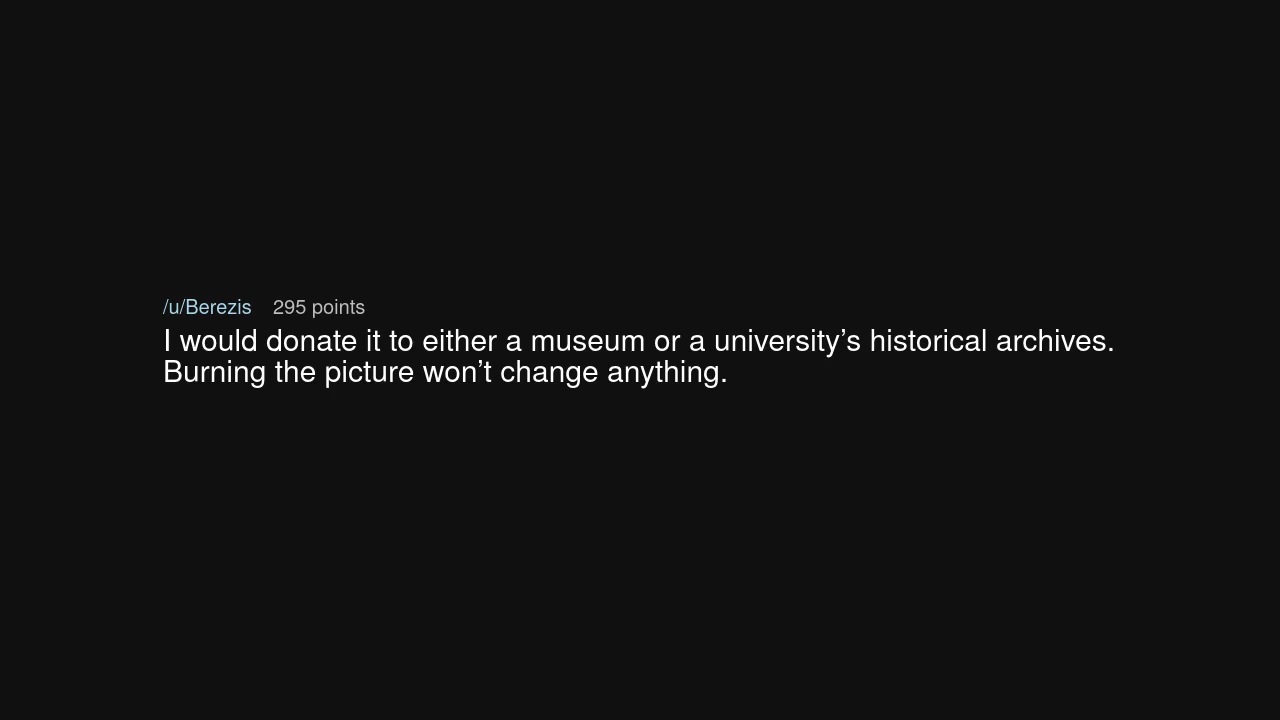 /u/Berezis 295 points
I would donate it to either a museum or a university’s historical archives.
Burning the picture won’t change anything.